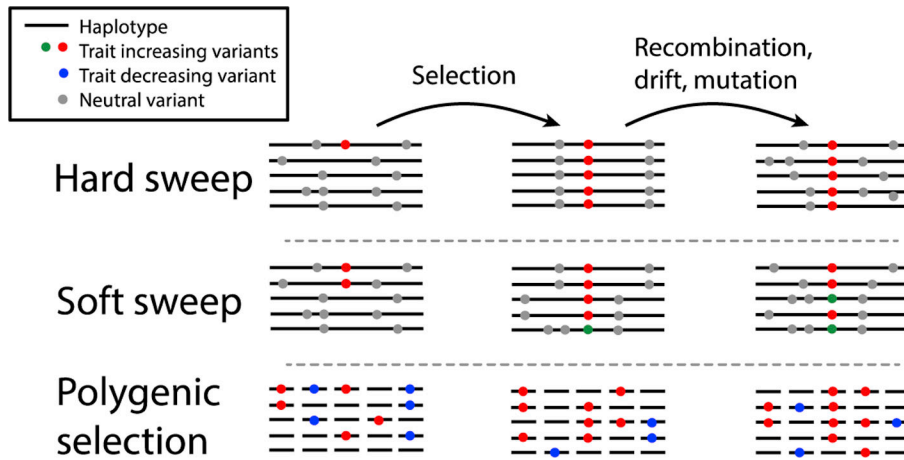 Haplotype
Trait increasing variants
Trait decreasing variant
Neutral variant
Selection
Recombination,
drift, mutation
Hard sweep
Soft sweep
Polygenic
selection